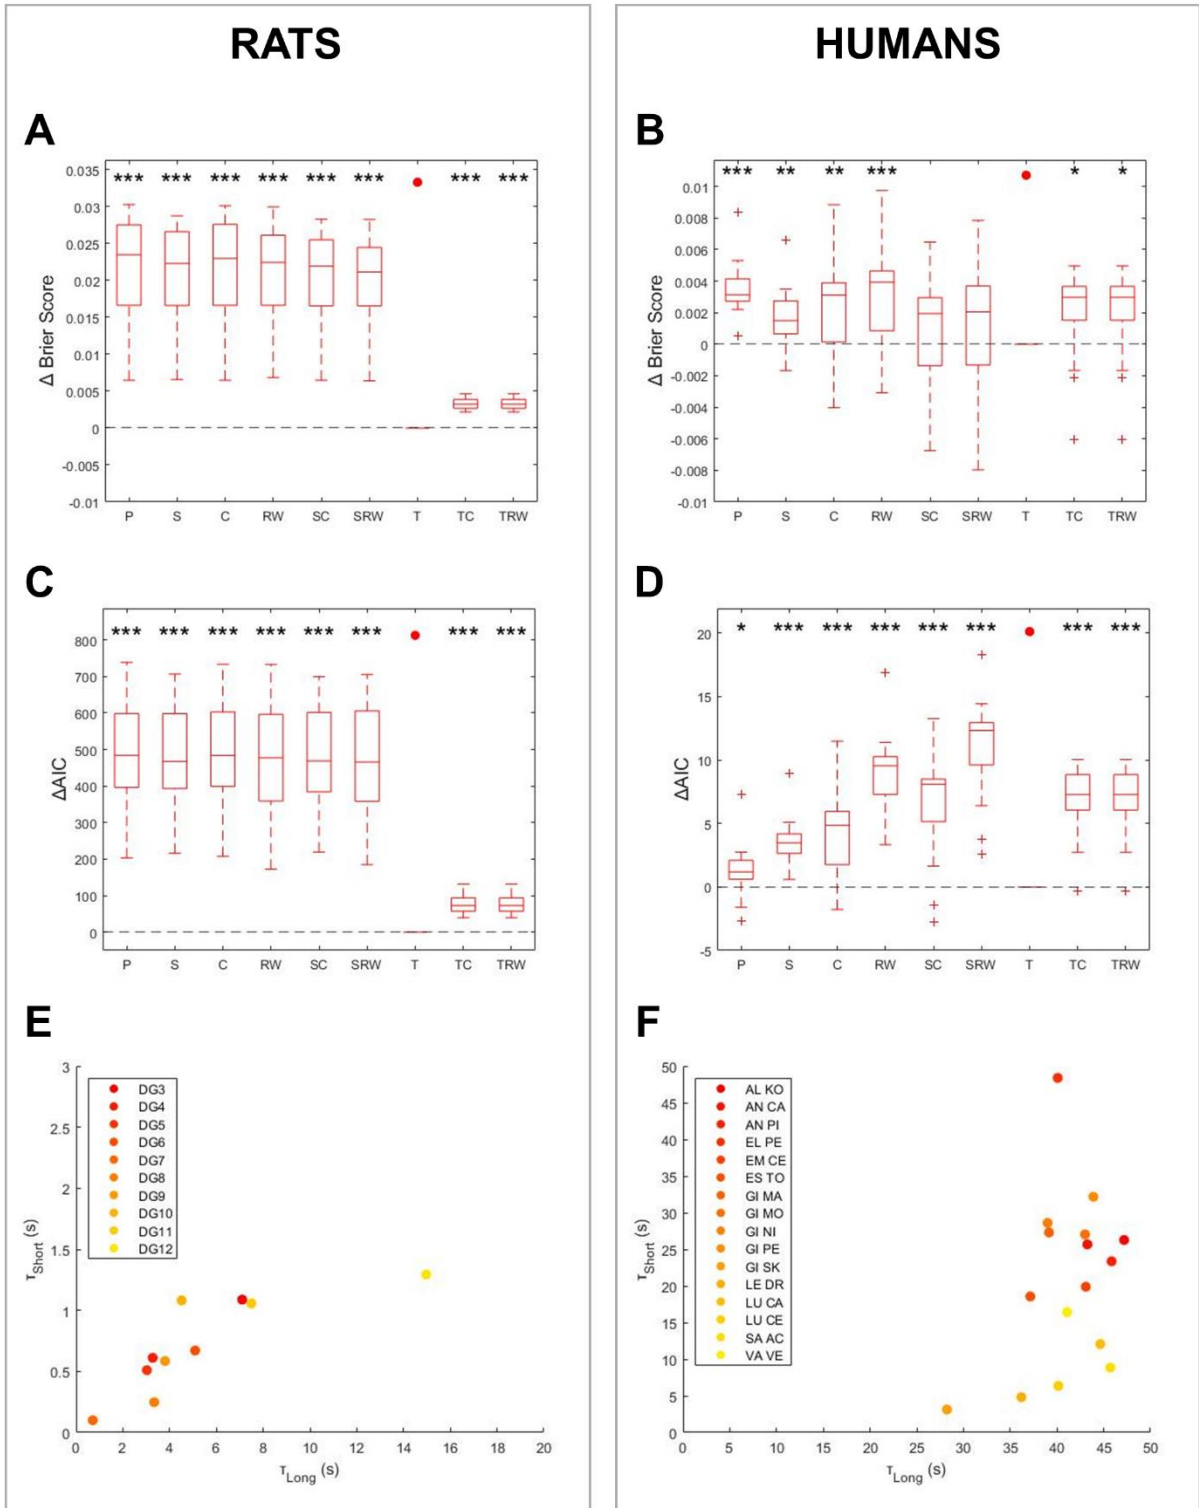 RATS
HUMANS
A
B
0.035
0.03
0.025
0.02
0.015
0.01
0.005
0
-0.005
-0.01
Δ Brier Score
*** *** *** *** *** *** *** ***
P S C RW SC SRW T TC TRW
0.01
0.008
0.006
0.004
0.002
0
-0.002
-0.004
-0.006
-0.008
-0.01
Δ Brier Score
*** ** ** *** * *
P S C RW SC SRW T TC TRW
C
D
800
700
600
500
400
300
200
100
0
ΔAIC
*** *** *** *** *** *** *** ***
P S C RW SC SRW T TC TRW
20
15
10
5
0
-5
ΔAIC
* *** *** *** *** *** *** ***
P S C RW SC SRW T TC TRW
E
F
3
2.5
2
1.5
1
0.5
0
τShort (s)
DG3
DG4
DG5
DG6
DG7
DG8
DG9
DG10
DG11
DG12
0 2 4 6 8 10 12 14 16 18 20
τLong (s)
50
45
40
35
30
25
20
15
10
5
0
τShort (s)
AL KO
AN CA
AN PI
EL PE
EM CE
ES TO
GI MA
GI MO
GI NI
GI PE
GI SK
LE DR
LU CA
LU CE
SA AC
VA VE
0 5 10 15 20 25 30 35 40 45 50
τLong (s)